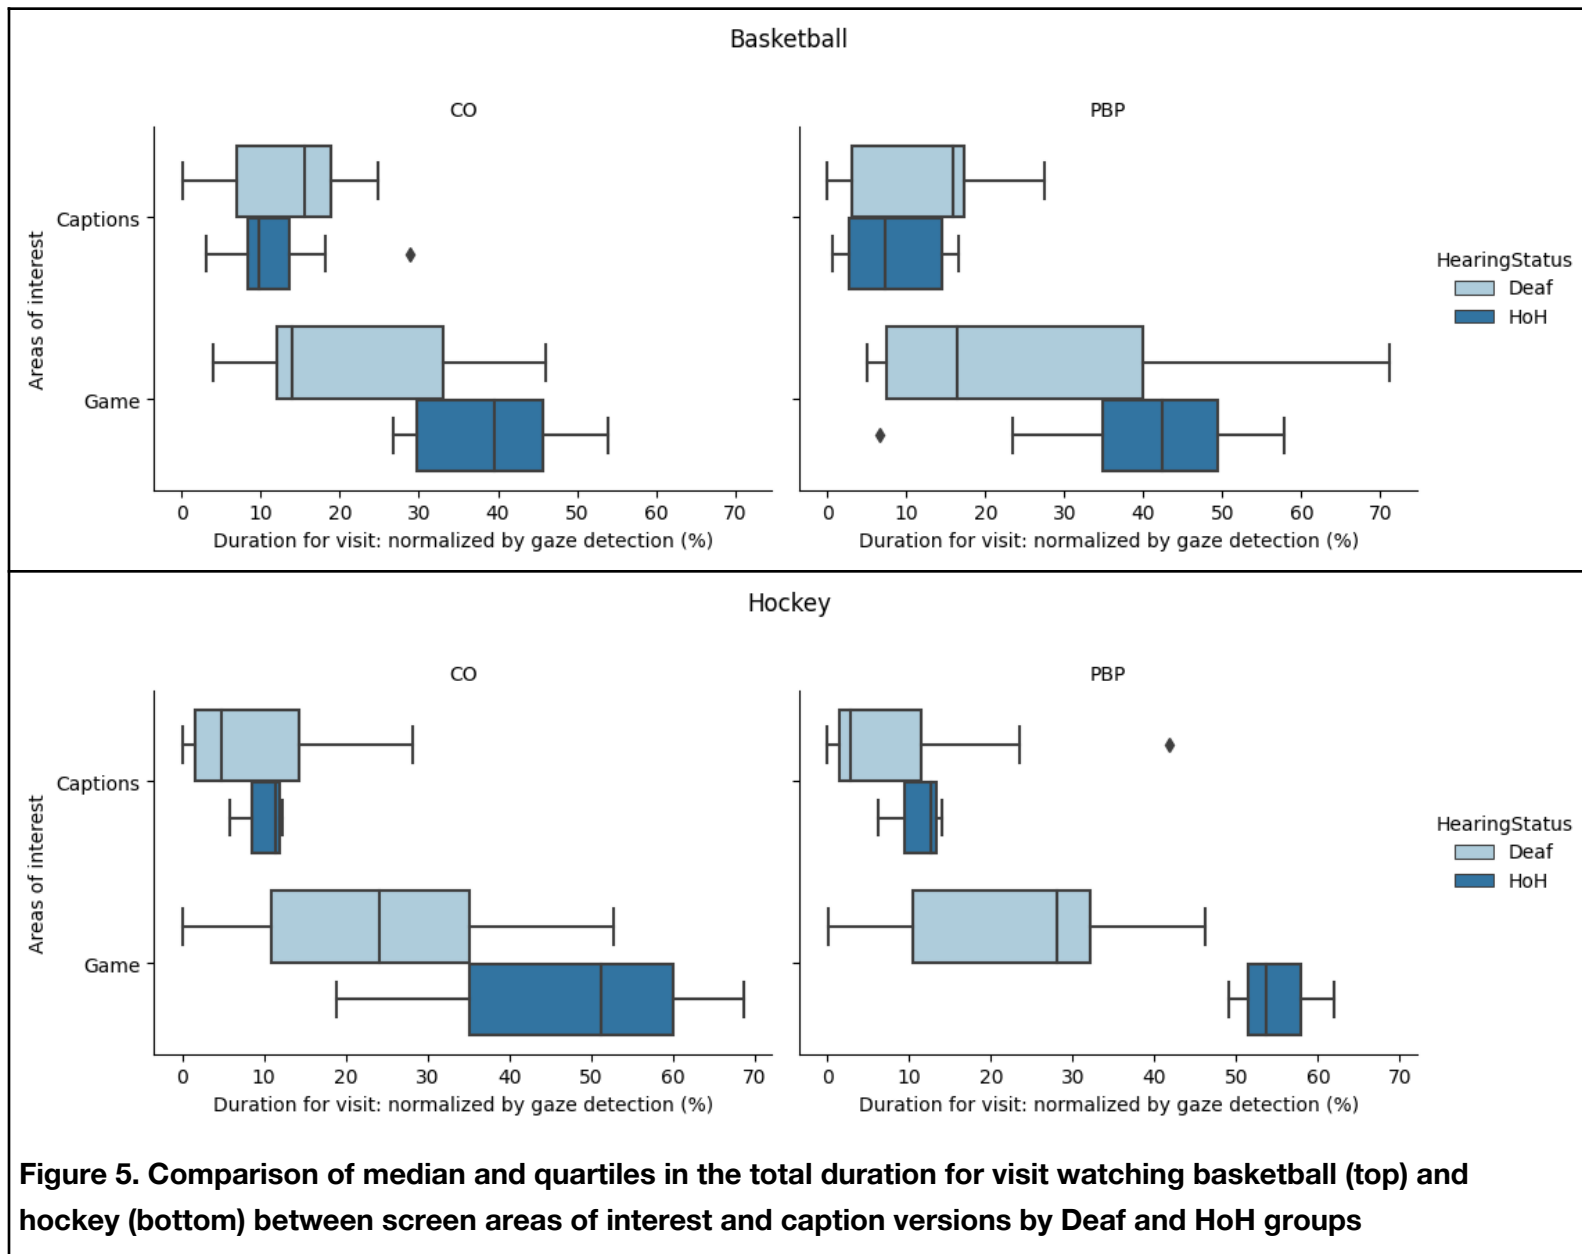 Basketball
CO
PBP
Areas of interest
Captions
Game
0 10 20 30 40 50 60 70
Duration for visit: normalized by gaze detection (%)
0 10 20 30 40 50 60 70
Duration for visit: normalized by gaze detection (%)
HearingStatus
Deaf
HoH
Hockey
CO
PBP
Areas of interest
Captions
Game
0 10 20 30 40 50 60 70
Duration for visit: normalized by gaze detection (%)
0 10 20 30 40 50 60 70
Duration for visit: normalized by gaze detection (%)
HearingStatus
Deaf
HoH
Figure 5. Comparison of median and quartiles in the total duration for visit watching basketball (top) and
hockey (bottom) between screen areas of interest and caption versions by Deaf and HoH groups